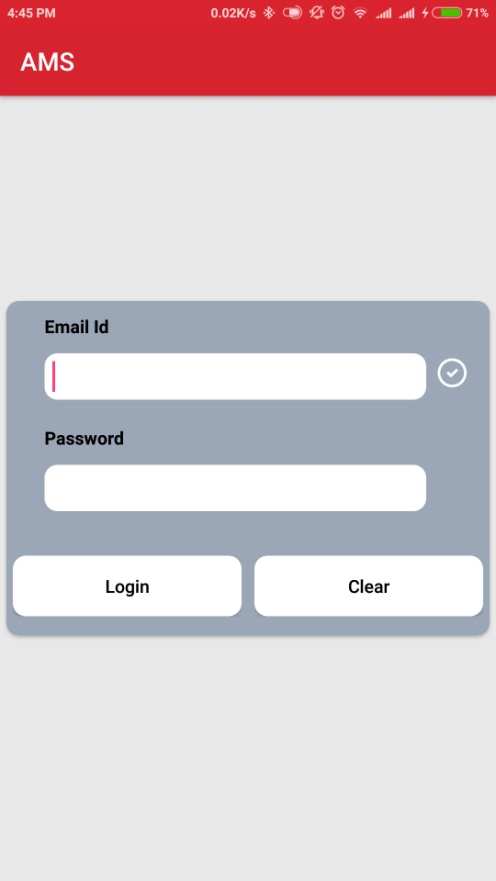 4:45 PM 0.02K/s 71%
AMS
Email Id
Password
Login Clear